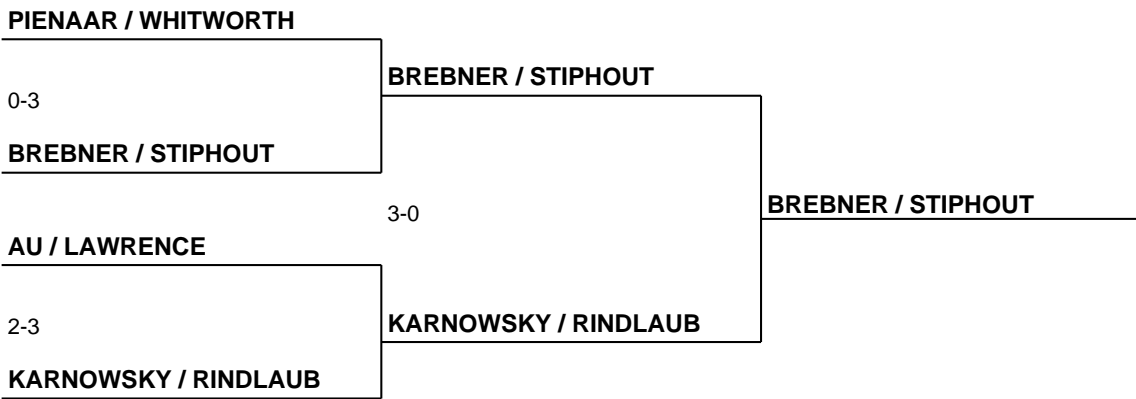 PIENAAR / WHITWORTH
0-3
BREBNER / STIPHOUT
AU / LAWRENCE
2-3
KARNOWSKY / RINDLAUB
BREBNER / STIPHOUT
3-0
KARNOWSKY / RINDLAUB
BREBNER / STIPHOUT